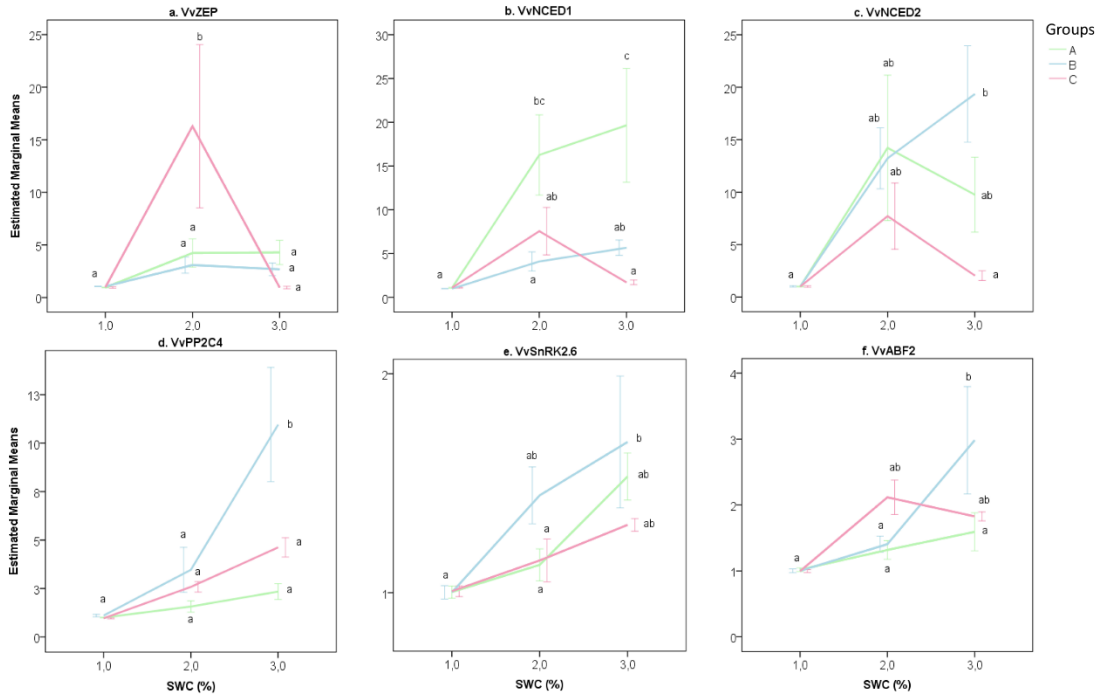 a. VvZEP
b. VvNCED1
c. VvNCED2
Groups
A
B
C
Estimated Marginal Means
25
20
15
10
5
0
a
b
a
a
a
a
a
1,0
2,0
3,0
30
25
20
15
10
5
0
a
bc
c
ab
ab
a
a
1,0
2,0
3,0
25
20
15
10
5
0
a
ab
ab
ab
b
ab
a
1,0
2,0
3,0
d. VvPP2C4
e. VvSnRK2.6
f. VvABF2
Estimated Marginal Means
13
10
8
5
3
0
a
a
a
a
b
a
a
1,0
2,0
3,0
SWC (%)
2
1
a
ab
a
a
b
ab
ab
1,0
2,0
3,0
SWC (%)
4
3
2
1
0
a
ab
a
a
b
ab
a
1,0
2,0
3,0
SWC (%)